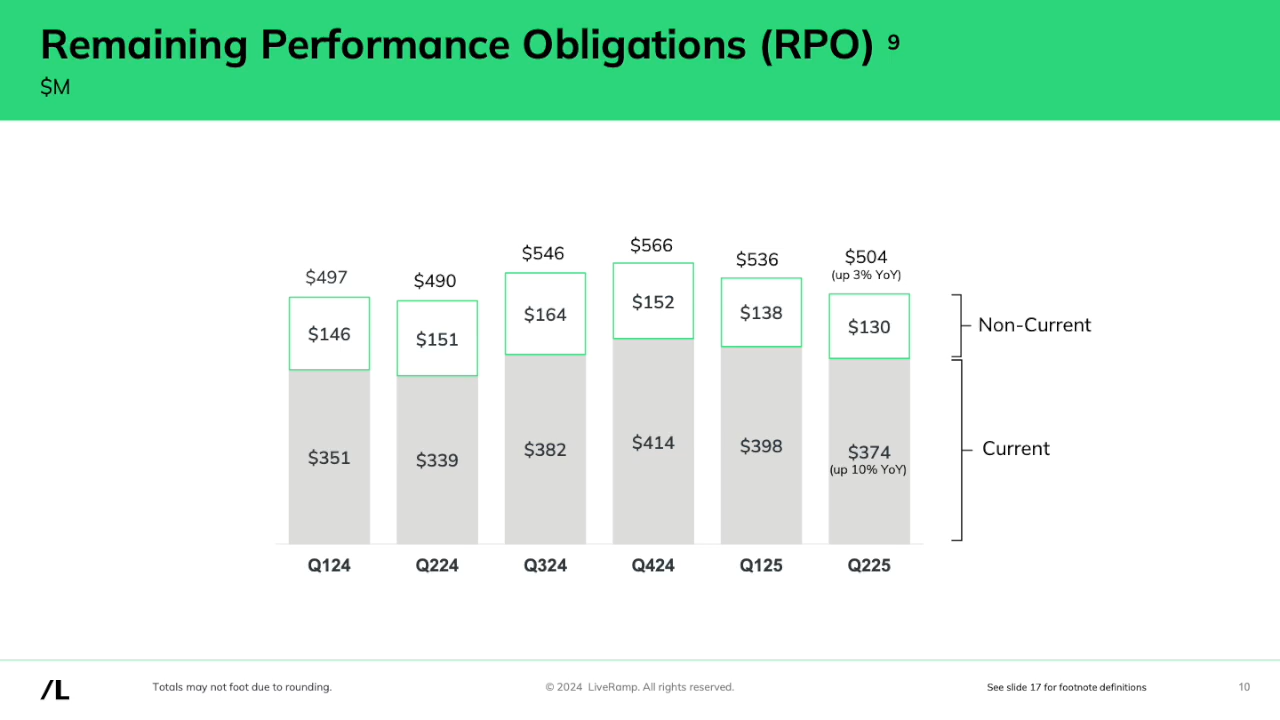 Remaining Performance Obligations (RPO) 9
$M
$497
$490
$546
$566
$536
$504
(up 3% YoY)
$146
$151
$164
$152
$138
$130
Non-Current
$351
$339
$382
$414
$398
$374
(up 10% YoY)
Current
Q124
Q224
Q324
Q424
Q125
Q225
/L
Totals may not foot due to rounding.
© 2024 LiveRamp. All rights reserved.
See slide 17 for footnote definitions
10